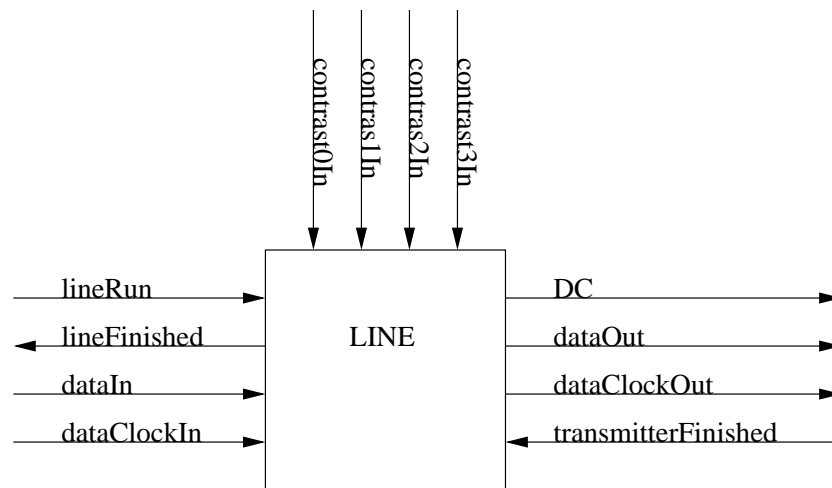 contrast0In
contras1In
contras2In
contrast3In
lineRun
DC
lineFinished
LINE
dataOut
dataIn
dataClockOut
dataClockIn
transmitterFinished